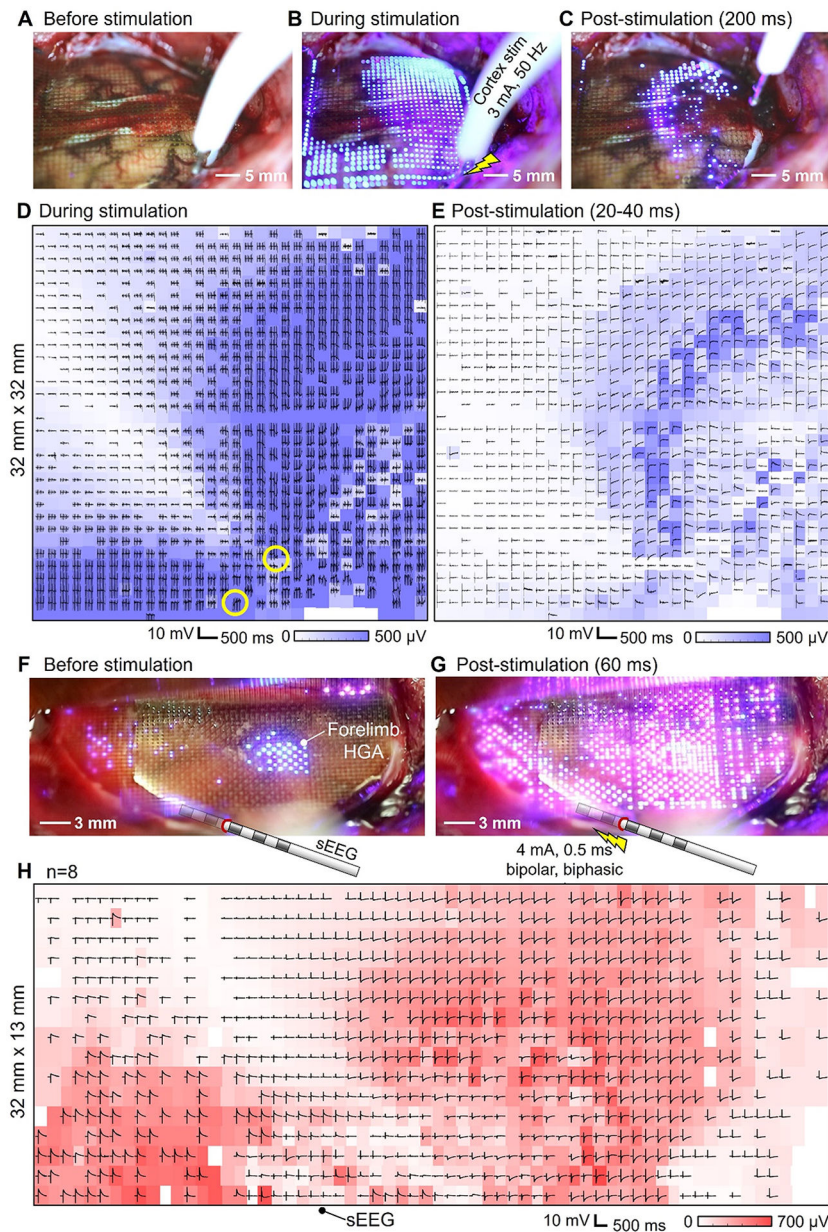 A Before stimulation
B During stimulation
C Post-stimulation (200 ms)
Cortex stim
3 mA, 50 Hz
5 mm
5 mm
5 mm
D During stimulation
E Post-stimulation (20-40 ms)
32 mm x 32 mm
10 mV 500 ms 0 500 µV
10 mV 500 ms 0 500 µV
F Before stimulation
G Post-stimulation (60 ms)
Forelimb
HGA
3 mm
3 mm
sEEG
4 mA, 0.5 ms
bipolar, biphasic
H n=8
32 mm x 13 mm
sEEG
10 mV 500 ms 0 700 µV